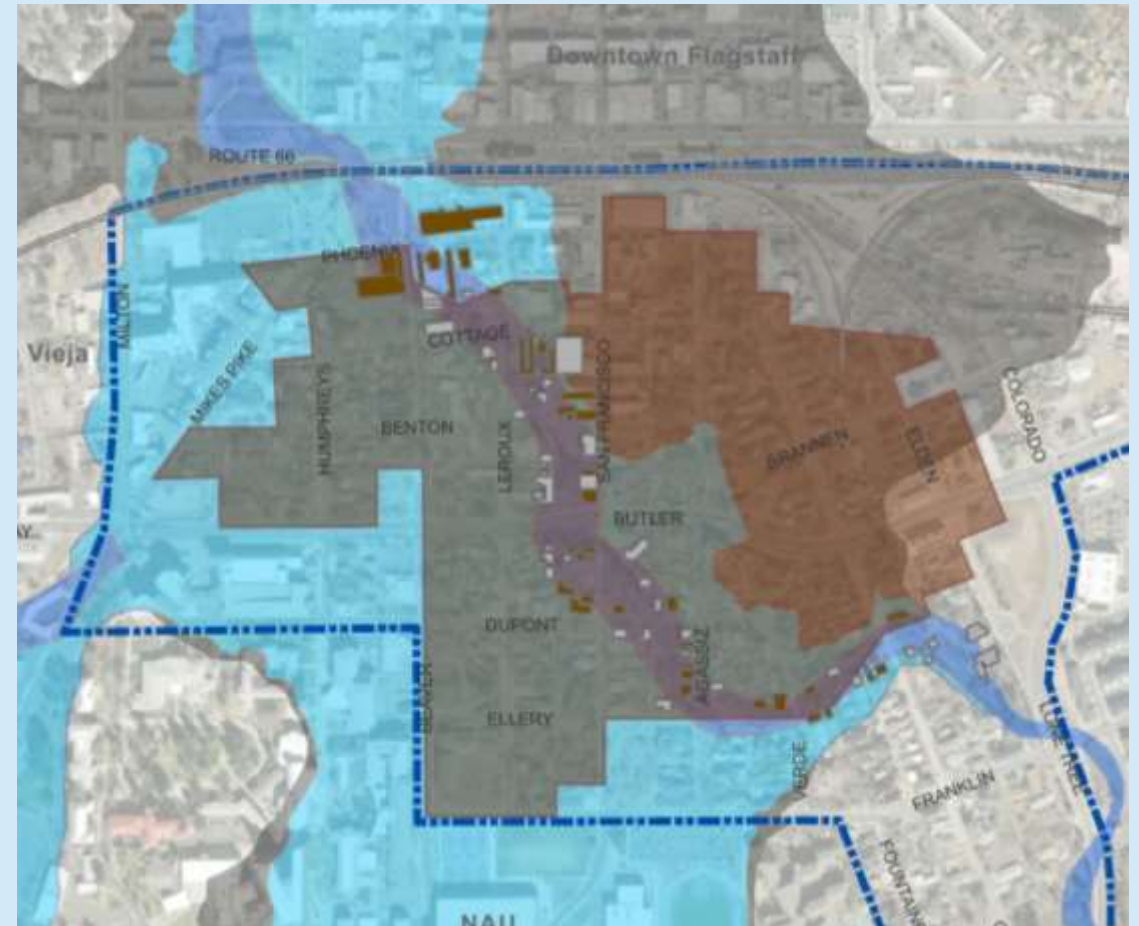 Downtown Flagstaff
ROUTE 66
PHOENIX
MILTON
Vieja
COTTAGE
MIKES PIKE
HUMPHREYS
BENTON
LEROUX
SAN FRANCISCO
BRANNEN
ELDEN
COLORADO
BUTLER
DUPONT
AGASSIZ
BEAVER
ELLERY
VERDE
LONE TREE
FRANKLIN
FOUNTAIN
NAU